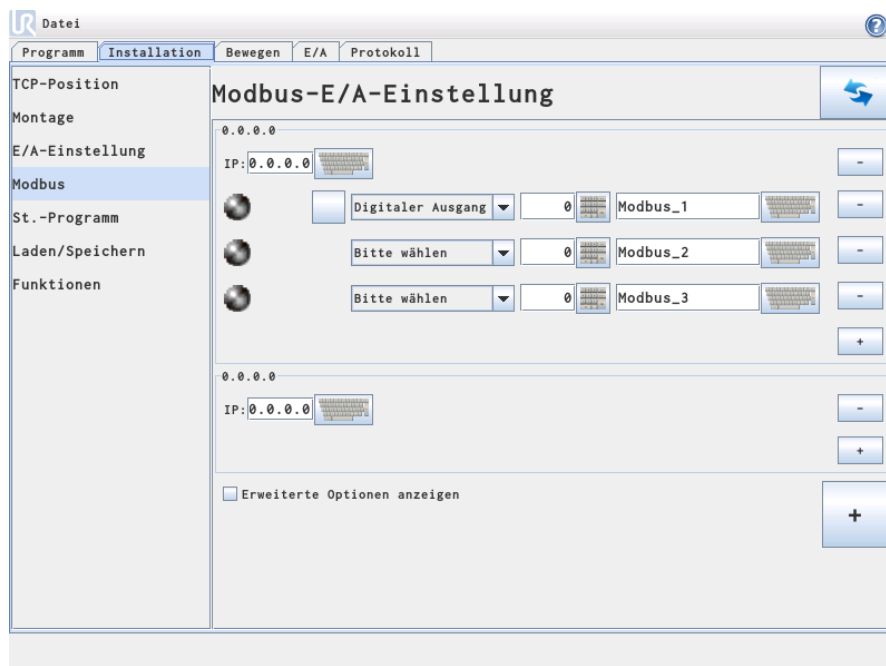 UR Datei
Programm Installation Bewegen E/A Protokoll
TCP-Position
Montage
E/A-Einstellung
Modbus
St.-Programm
Laden/Speichern
Funktionen
Modbus-E/A-Einstellung
0.0.0.0
IP: 0.0.0.0 -
Digitaler Ausgang 0 Modbus_1 -
Bitte wählen 0 Modbus_2 -
Bitte wählen 0 Modbus_3 -
+
0.0.0.0
IP: 0.0.0.0 -
+
Erweiterte Optionen anzeigen
+